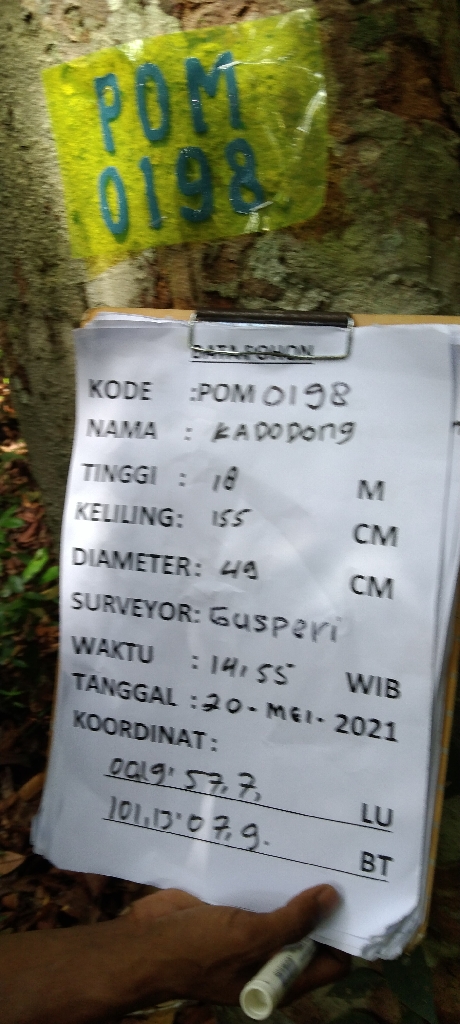 POM
0198
DATA POHON
KODE :POM 0198
NAMA : KADODONG
TINGGI : 18 M
KELILING: 155 CM
DIAMETER: 49 CM
SURVEYOR: GUSPERI
WAKTU : 14,55 WIB
TANGGAL :20-MEI-2021
KOORDINAT:
0019'57,7, LU
101,13'07,9. BT